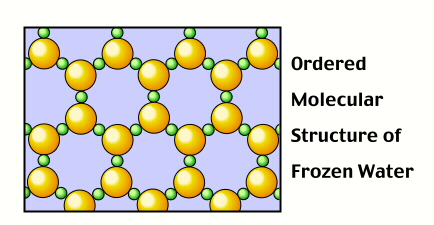 Ordered
Molecular
Structure of
Frozen Water